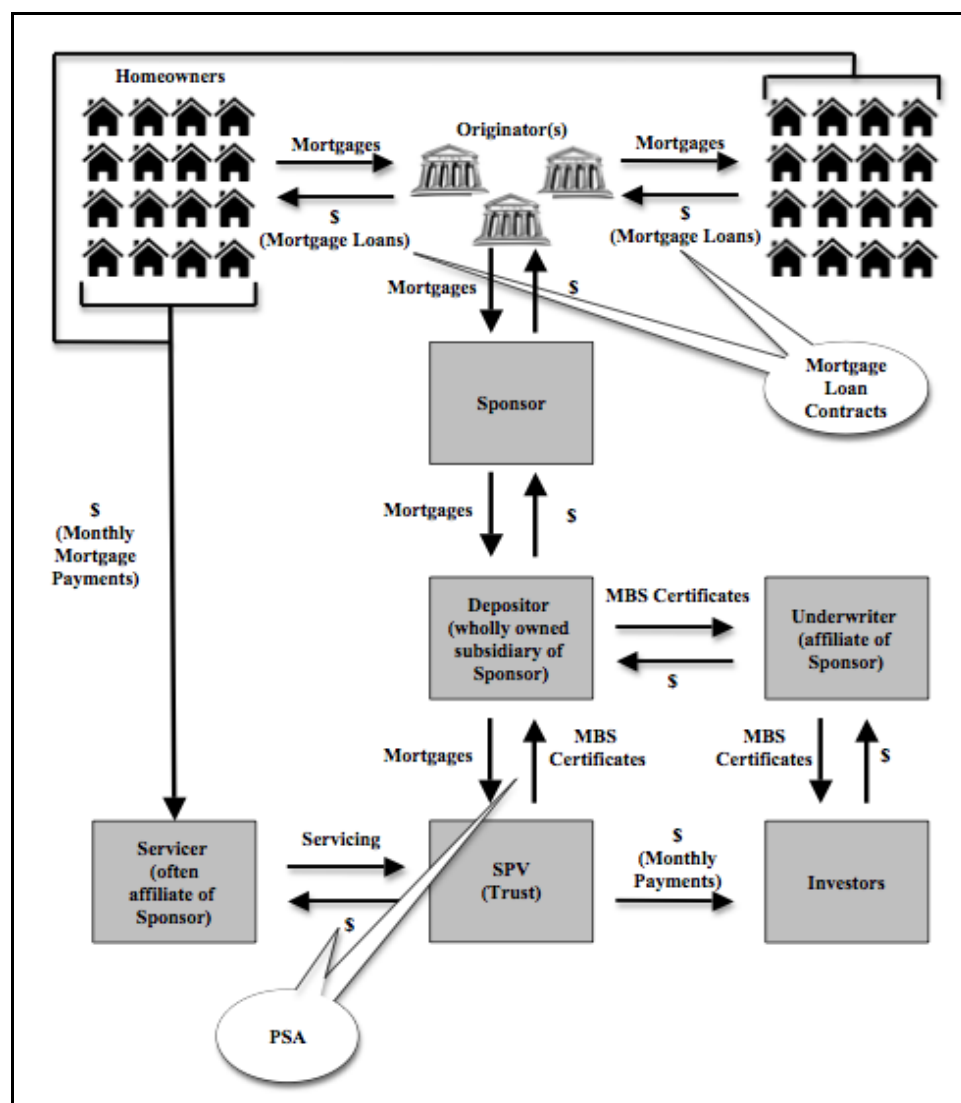 Homeowners
Originator(s)
Mortgages
Mortgages
$
(Mortgage Loans)
$
(Mortgage Loans)
Mortgages
$
Mortgage
Loan
Contracts
Sponsor
Mortgages
$
$
(Monthly
Mortgage
Payments)
Depositor
(wholly owned
subsidiary of
Sponsor)
MBS Certificates
$
Underwriter
(affiliate of
Sponsor)
Mortgages
MBS
Certificates
MBS
Certificates
$
Servicer
(often
affiliate of
Sponsor)
Servicing
$
SPV
(Trust)
$
(Monthly
Payments)
Investors
PSA